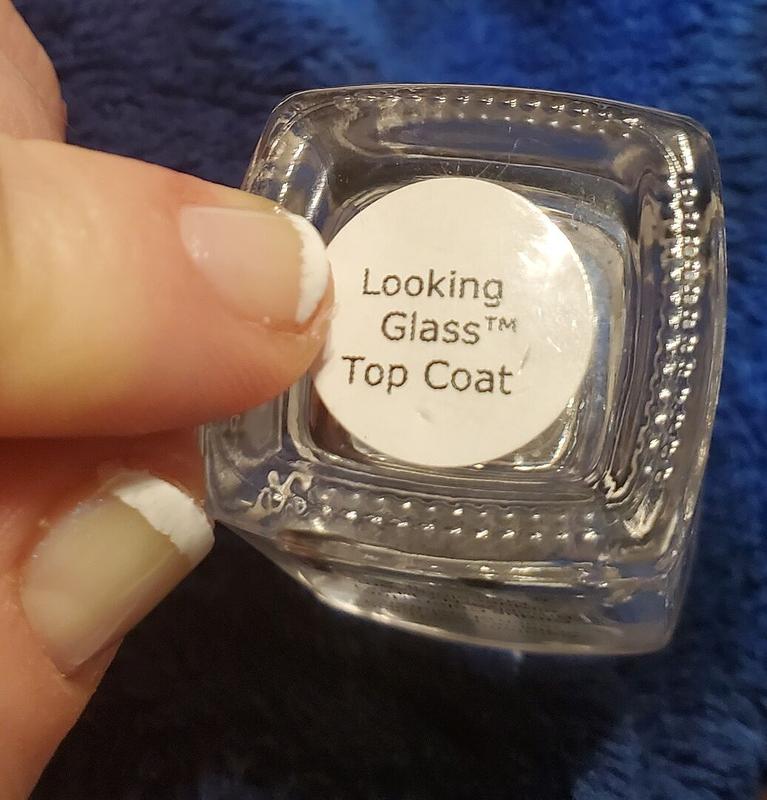 Looking
Glass™
Top Coat